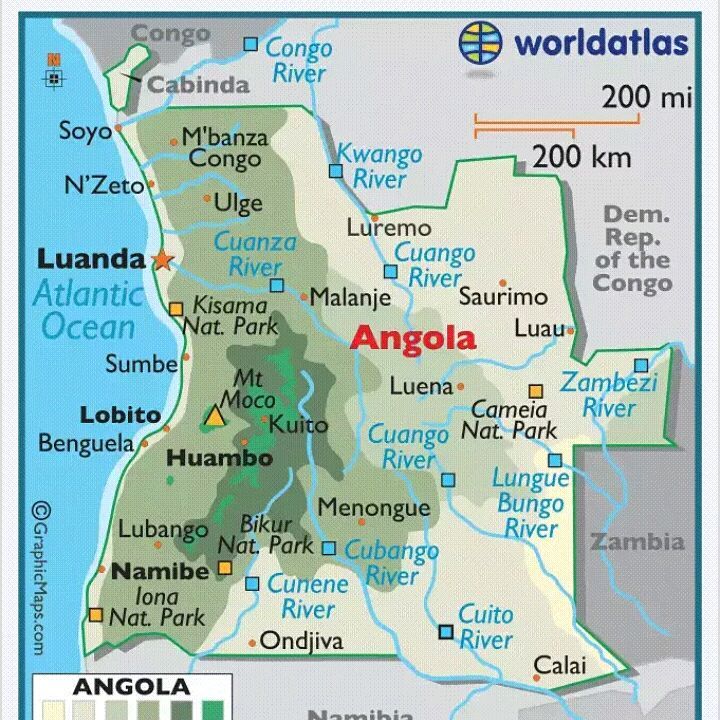 Congo
Congo
River
worldatlas
Cabinda
200 mi
200 km
N
Soyo
M'banza
Congo
Kwango
River
N'Zeto
Ulge
Luremo
Dem.
Rep.
of the
Congo
Luanda
Cuanza
River
Cuango
River
Atlantic
Ocean
Kisama
Nat. Park
Malanje
Saurimo
Angola
Luau
Sumbe
Mt
Moco
Luena
Cameia
Nat. Park
Zambezi
River
Lobito
Benguela
Kuito
Huambo
Cuango
River
Lungue
Bungo
River
Menongue
Lubango
Bikur
Nat. Park
Cubango
River
Zambia
Namibe
Iona
Nat. Park
Cunene
River
Cuito
River
Ondjiva
Calai
©GraphicMaps.com
ANGOLA
Namibia